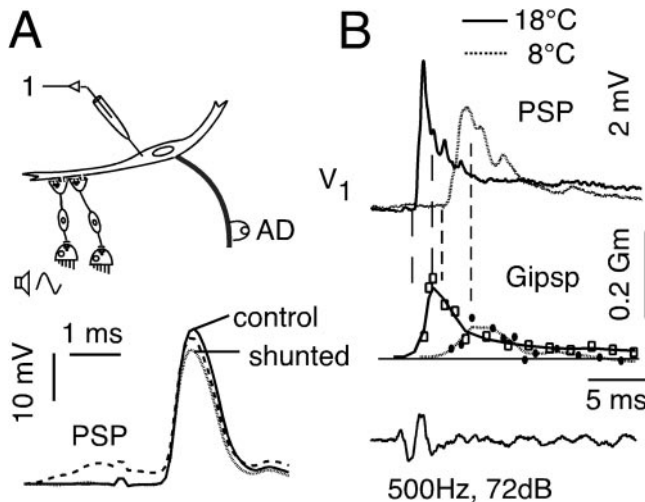 A
1
AD
1 ms
control
shunted
10 mV
PSP
B
18°C
8°C
PSP
2 mV
V1
Gipsp
0.2 Gm
5 ms
500Hz, 72dB